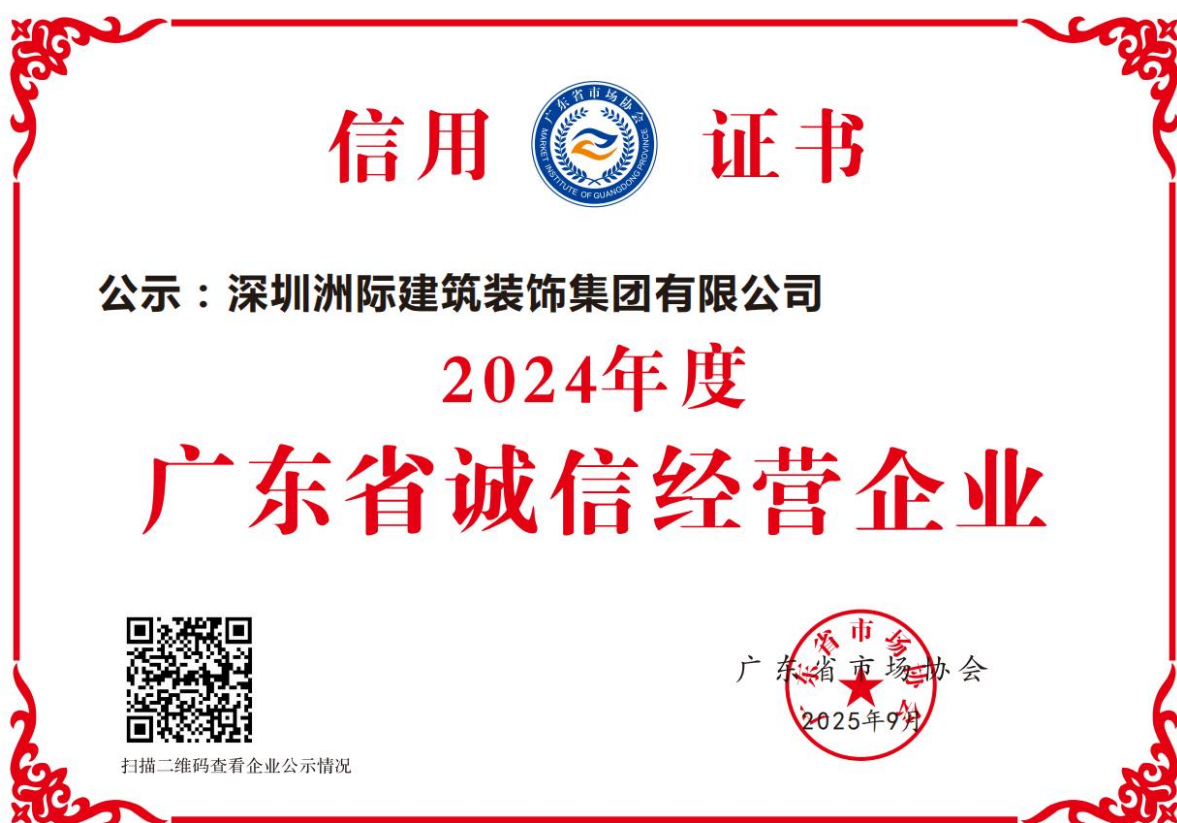 信用 证书
广东省市场协会
MARKET INSTITUTE OF GUANGDONG PROVINCE
公示：深圳洲际建筑装饰集团有限公司
2024年度
广东省诚信经营企业
扫描二维码查看企业公示情况
广东省市场协会
广东省市场协会
2025年9月